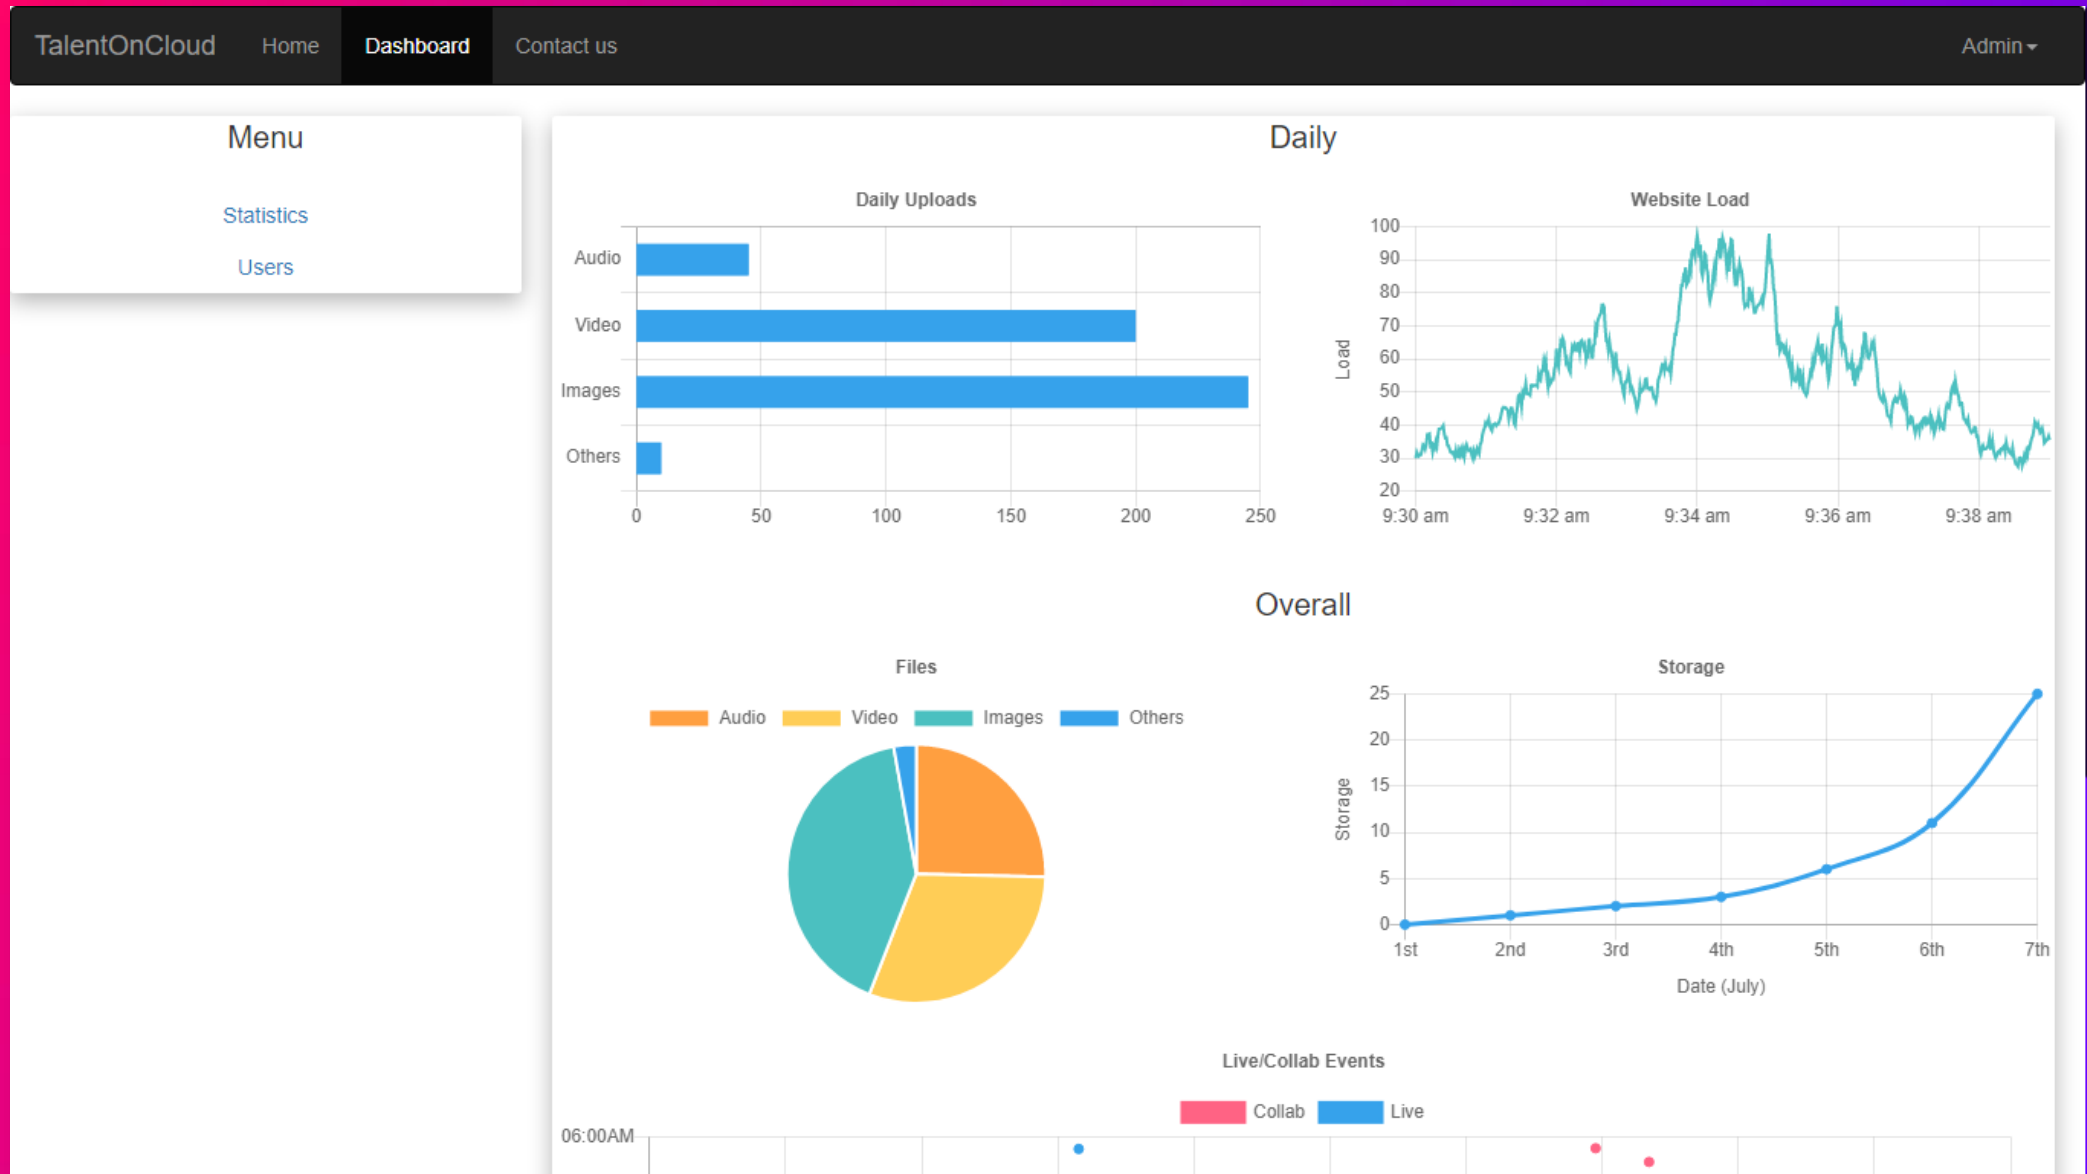 TalentOnCloud Home Dashboard Contact us Admin
Menu
Statistics
Users
Daily
Daily Uploads
Audio
Video
Images
Others
0 50 100 150 200 250
Website Load
Load
100
90
80
70
60
50
40
30
20
9:30 am 9:32 am 9:34 am 9:36 am 9:38 am
Overall
Files
Audio Video Images Others
Storage
Storage
25
20
15
10
5
0
1st 2nd 3rd 4th 5th 6th 7th
Date (July)
Live/Collab Events
Collab Live
06:00AM